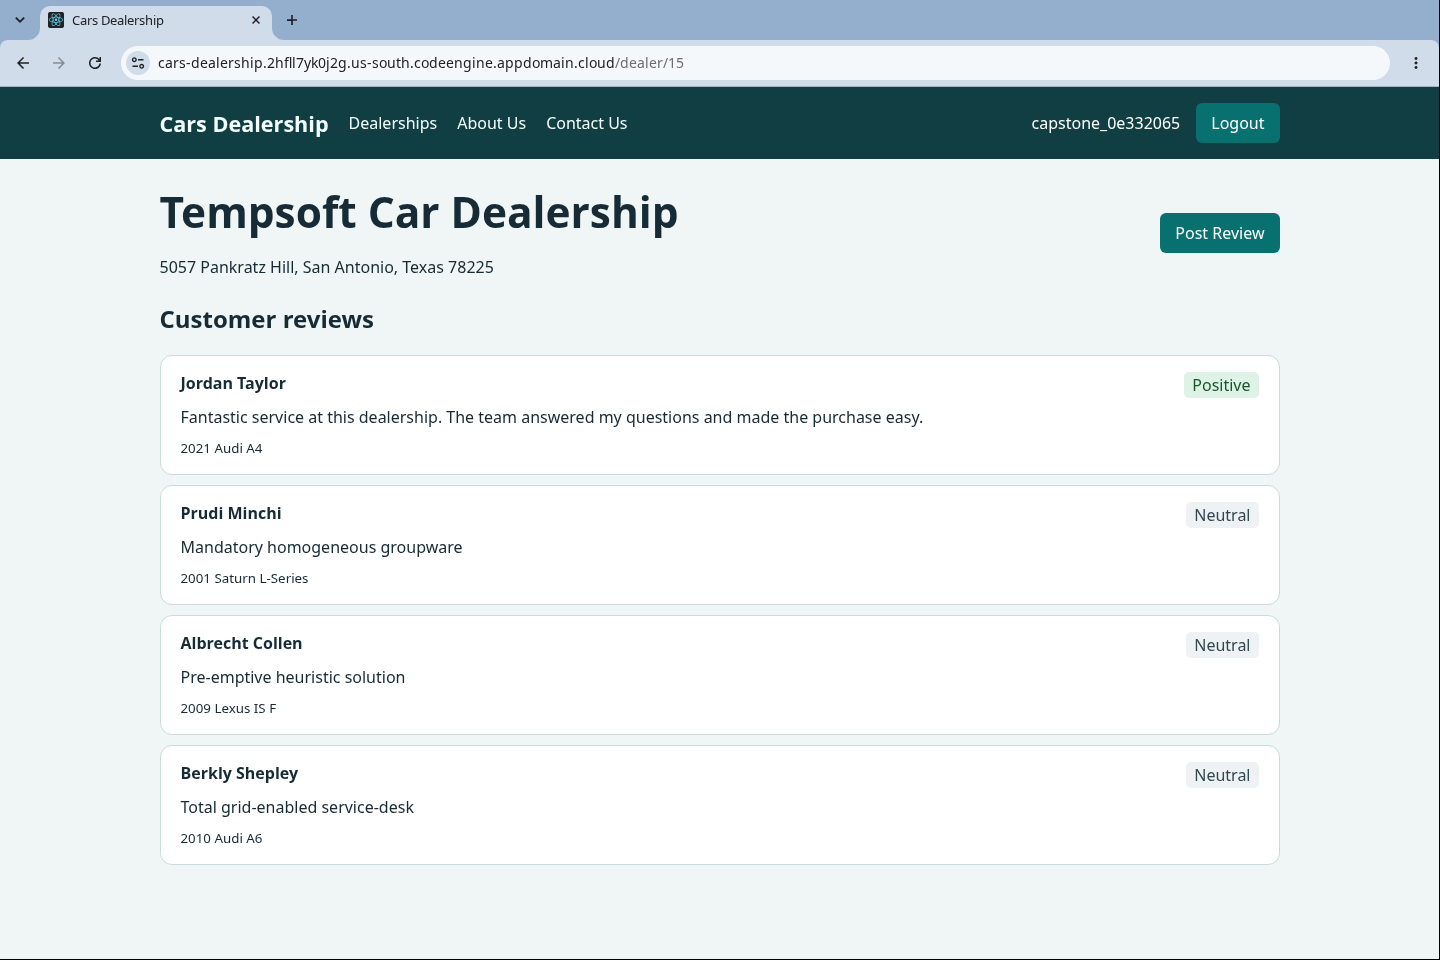 Cars Dealership
cars-dealership.2hfll7yk0j2g.us-south.codeengine.appdomain.cloud/dealer/15
Cars Dealership Dealerships About Us Contact Us capstone_0e332065 Logout
Tempsoft Car Dealership
Post Review
5057 Pankratz Hill, San Antonio, Texas 78225
Customer reviews
Jordan Taylor Positive
Fantastic service at this dealership. The team answered my questions and made the purchase easy.
2021 Audi A4
Prudi Minchi Neutral
Mandatory homogeneous groupware
2001 Saturn L-Series
Albrecht Collen Neutral
Pre-emptive heuristic solution
2009 Lexus IS F
Berkly Shepley Neutral
Total grid-enabled service-desk
2010 Audi A6